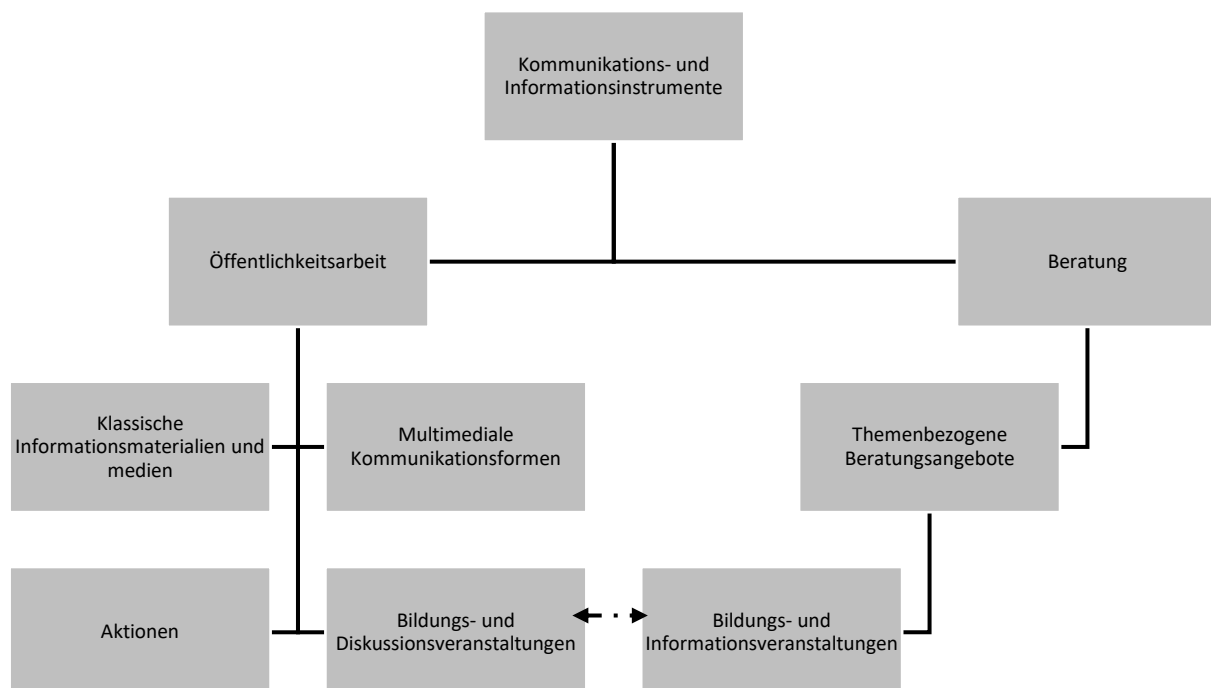 Kommunikations- und
Informationsinstrumente
Öffentlichkeitsarbeit
Beratung
Klassische
Informationsmaterialien und
medien
Multimediale
Kommunikationsformen
Themenbezogene
Beratungsangebote
Aktionen
Bildungs- und
Diskussionsveranstaltungen
Bildungs- und
Informationsveranstaltungen